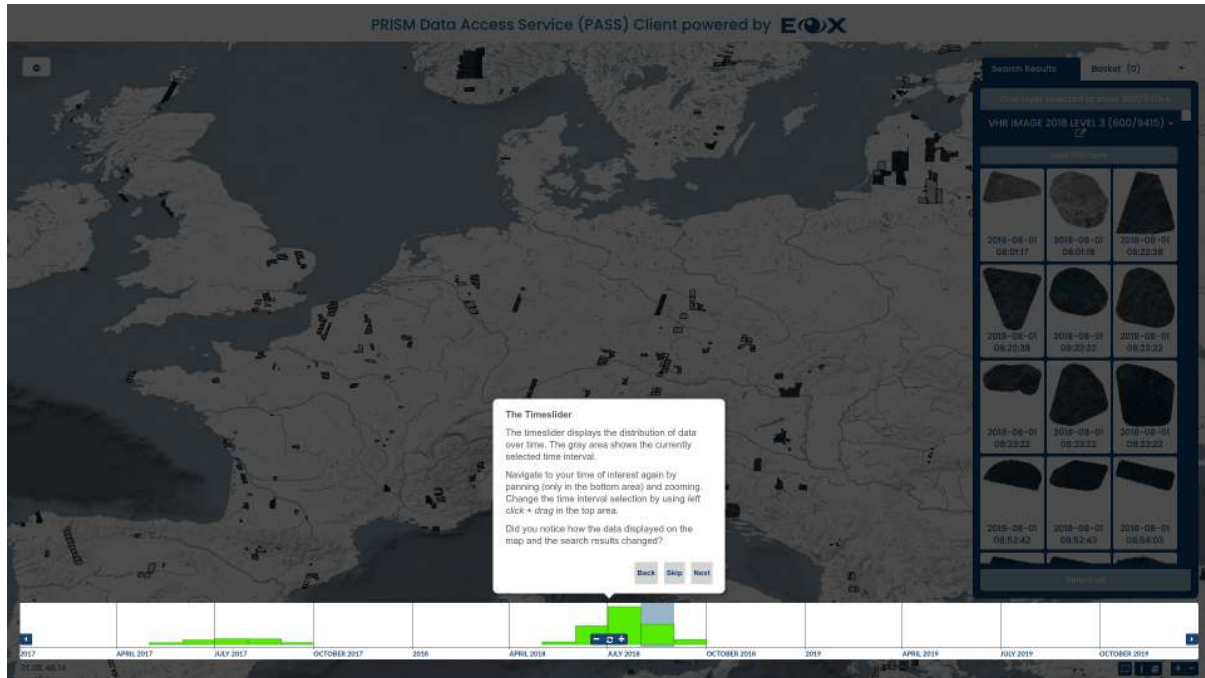 PRISM Data Access Service (PASS) Client powered by EOX
Search Results
Basket (0)
VHR IMAGE 2018 LEVEL 3 (600/9415)
2018-08-01
08:01:17
2018-08-01
08:01:18
2018-08-01
08:22:38
2018-08-01
08:22:38
2018-08-01
08:23:22
2018-08-01
2018-08-01
08:23:22
2018-08-01
08:23:22
2018-08-01
08:23:22
2018-08-01
08:52:42
2018-08-01
08:52:43
2018-08-01
08:54:03
Select all
The Timeslider
The timeslider displays the distribution of data
over time. The gray area shows the currently
selected time interval.
Navigate to your time of interest again by
panning (only in the bottom area) and zooming.
Change the time interval selection by using left
click + drag in the top area.
Did you notice how the data displayed on the
map and the search results changed?
Back Skip Next
2017
APRIL 2017
JULY 2017
OCTOBER 2017
2018
APRIL 2018
JULY 2018
OCTOBER 2018
2019
APRIL 2019
JULY 2019
OCTOBER 2019